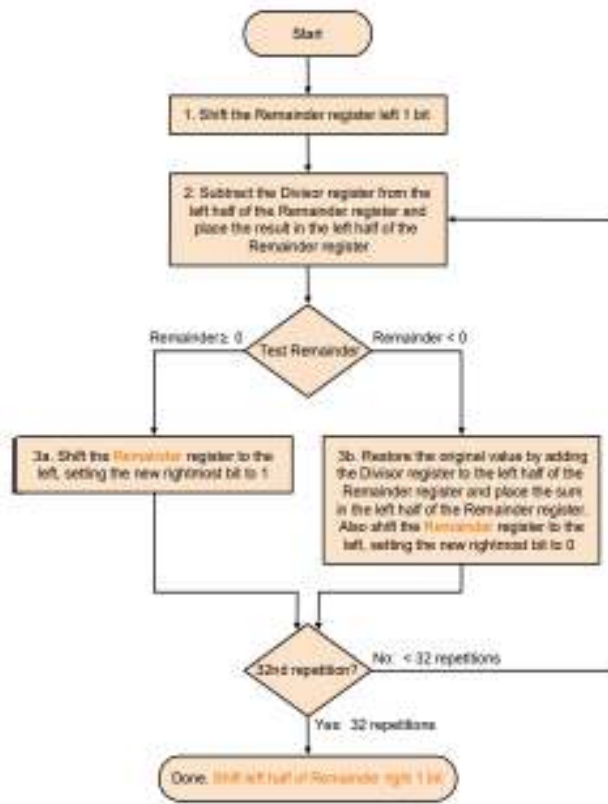 Start
1. Shift the Remainder register left 1 bit
2. Subtract the Divisor register from the
left half of the Remainder register and
place the result in the left half of the
Remainder register
Test Remainder
Remainder ≥ 0
Remainder < 0
3a. Shift the Remainder register to the
left, setting the new rightmost bit to 1
3b. Restore the original value by adding
the Divisor register to the left half of the
Remainder register and place the sum
in the left half of the Remainder register.
Also shift the Remainder register to the
left, setting the new rightmost bit to 0
32nd repetition?
No: < 32 repetitions
Yes: 32 repetitions
Done. Shift left half of Remainder right 1 bit